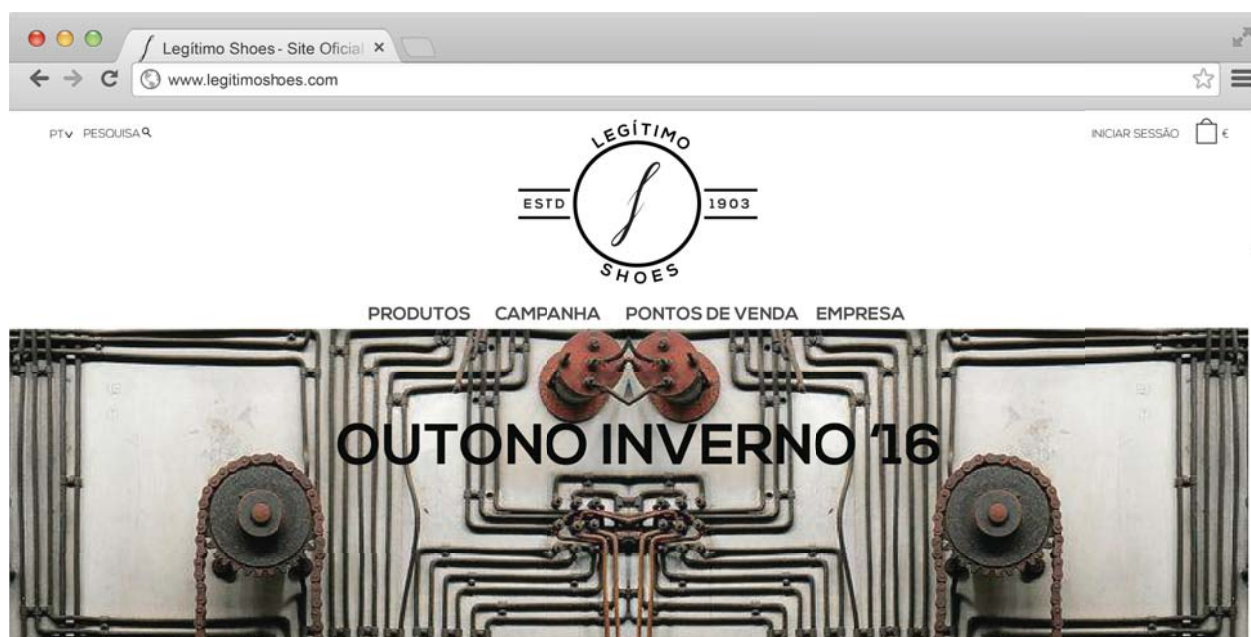 Legítimo Shoes - Site Oficial ×
www.legitimoshoes.com
PT PESQUISA
INICIAR SESSÃO €
LEGÍTIMO
ESTD 1903
SHOES
PRODUTOS CAMPANHA PONTOS DE VENDA EMPRESA
OUTONO INVERNO ‘16